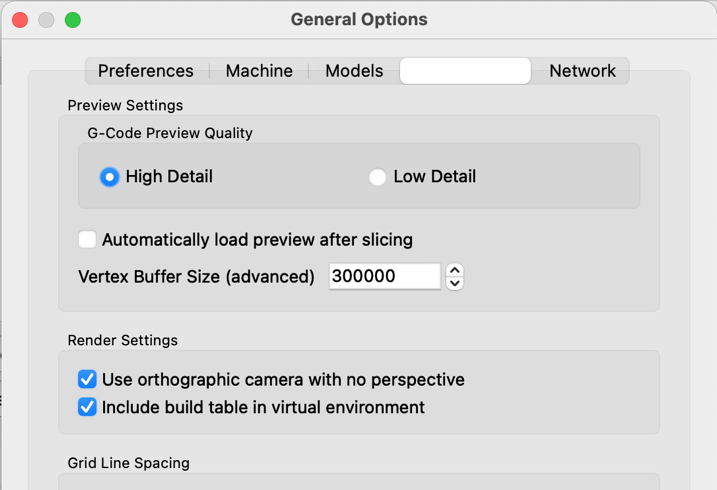 General Options
Preferences Machine Models Network
Preview Settings
G-Code Preview Quality
High Detail Low Detail
Automatically load preview after slicing
Vertex Buffer Size (advanced) 300000
Render Settings
Use orthographic camera with no perspective
Include build table in virtual environment
Grid Line Spacing